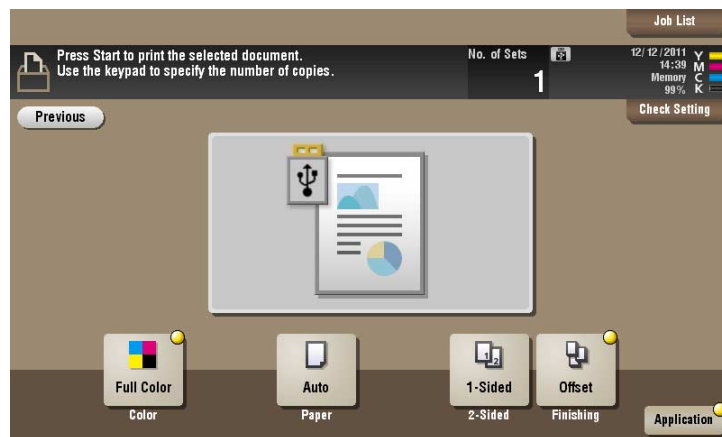 Job List
Press Start to print the selected document.
Use the keypad to specify the number of copies.
No. of Sets
1
12/12/2011
14:39
Memory
99%
Y
M
C
K
Previous
Check Setting
1 2
Full Color
Auto
1-Sided
Offset
Color
Paper
2-Sided
Finishing
Application